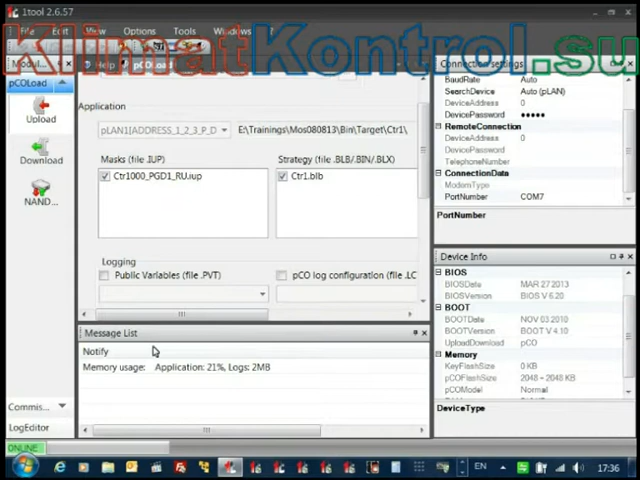 1tool 2.6.57
File Edit View Options Tools Windows ?
KlimatKontrol.su
Modul...
Help pCOLoad
Connection settings
pCOLoad
Upload
Download
NAND...
Commis...
LogEditor
Application
pLAN1|ADDRESS_1_2_3_P_D
E:\Trainings\Mos080813\Bin\Target\Ctr1\
Masks (file .IUP)
Strategy (file .BLB/.BIN/.BLX)
Ctr1000_PGD1_RU.iup
Ctr1.blb
Logging
Public Variables (file .PVT)
pCO log configuration (file .LC
Message List
Notify
Memory usage: Application: 21%, Logs: 2MB
BaudRate Auto
SearchDevice Auto (pLAN)
DeviceAddress 0
DevicePassword •••••
RemoteConnection
DeviceAddress 0
DevicePassword
TelephoneNumber
ConnectionData
ModemType
PortNumber COM7
PortNumber
Device Info
BIOS
BIOSDate MAR 27 2013
BIOSVersion BIOS V 6.20
BOOT
BOOTDate NOV 03 2010
BOOTVersion BOOT V 4.10
UploadDownload pCO
Memory
KeyFlashSize 0 KB
pCOFlashSize 2048 - 2048 KB
pCOModel Normal
DeviceType
ONLINE
EN
17:36